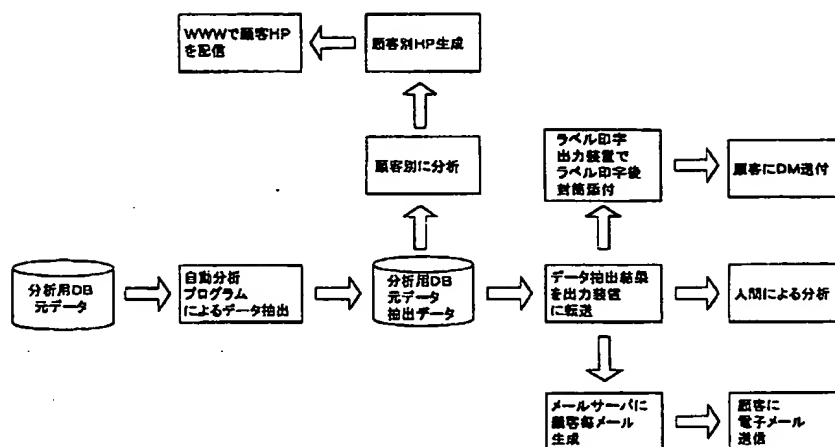 WWWで顧客HP
を配信
顧客別HP生成
顧客別に分析
ラベル印字
出力装置で
ラベル印字後
封筒添付
顧客にDM送付
分析用DB
元データ
自動分析
プログラム
によるデータ抽出
分析用DB
元データ
抽出データ
データ抽出結果
を出力装置
に転送
人間による分析
メールサーバに
顧客毎メール
生成
顧客に
電子メール
送信